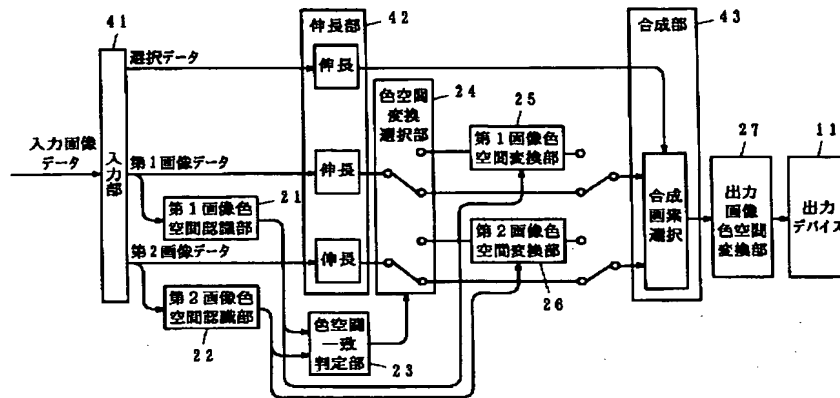 41
42
43
伸長部
合成部
選択データ
伸長
色空間
変換
選択部
24
25
第1画像色
空間変換部
27
11
入力画像
データ
入力部
第1画像データ
伸長
21
第1画像色
空間認識部
合成
画素
選択
出力
画像
色空間
変換部
出力
デバイス
第2画像データ
伸長
第2画像色
空間変換部
26
第2画像色
空間認識部
22
色空間
一致
判定部
23